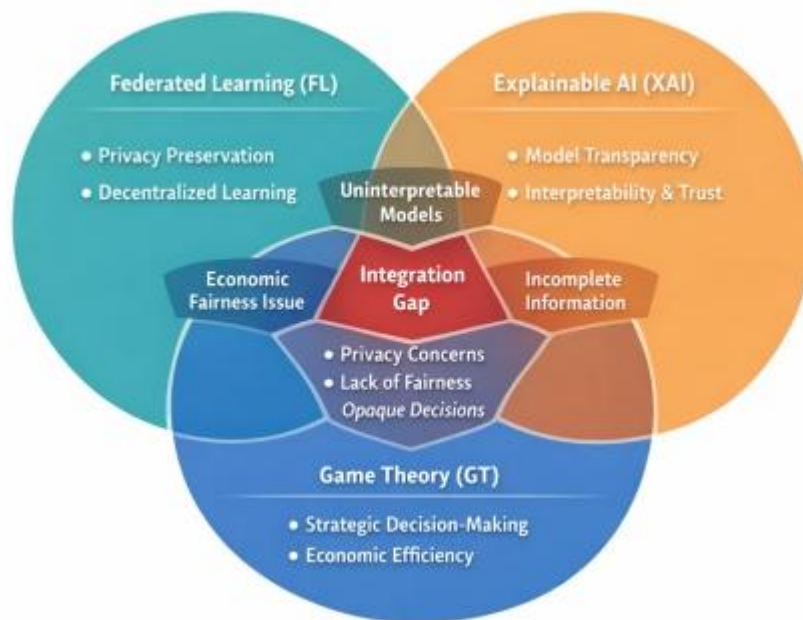 Federated Learning (FL)
• Privacy Preservation
• Decentralized Learning
Explainable AI (XAI)
• Model Transparency
• Interpretability & Trust
Uninterpretable
Models
Economic
Fairness Issue
Integration
Gap
Incomplete
Information
• Privacy Concerns
• Lack of Fairness
Opaque Decisions
Game Theory (GT)
• Strategic Decision-Making
• Economic Efficiency